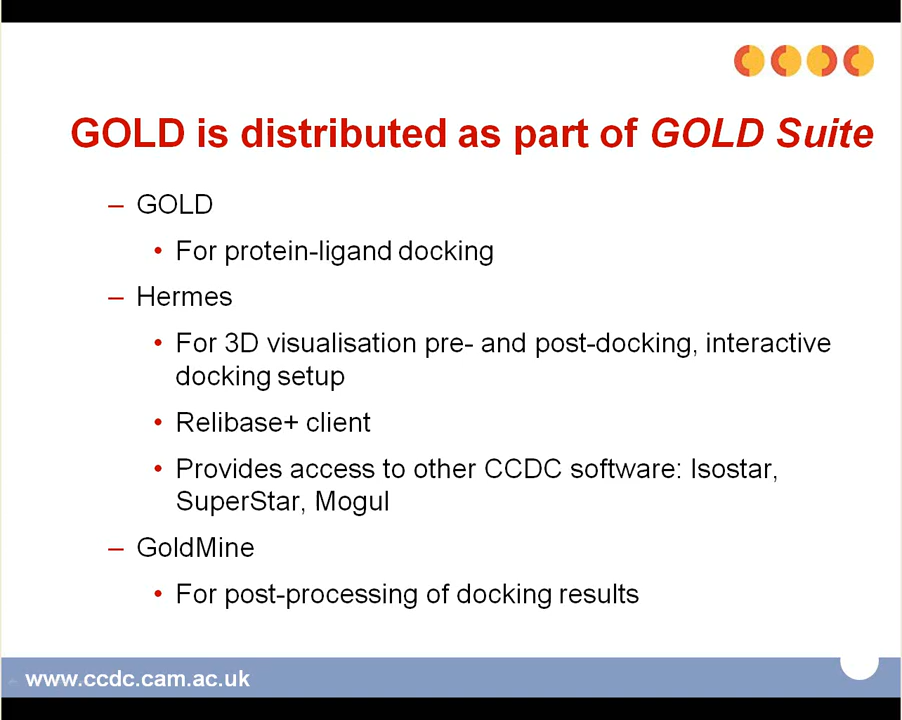 GOLD is distributed as part of GOLD Suite
– GOLD
• For protein-ligand docking
– Hermes
• For 3D visualisation pre- and post-docking, interactive
docking setup
• Relibase+ client
• Provides access to other CCDC software: Isostar,
SuperStar, Mogul
– GoldMine
• For post-processing of docking results
www.ccdc.cam.ac.uk